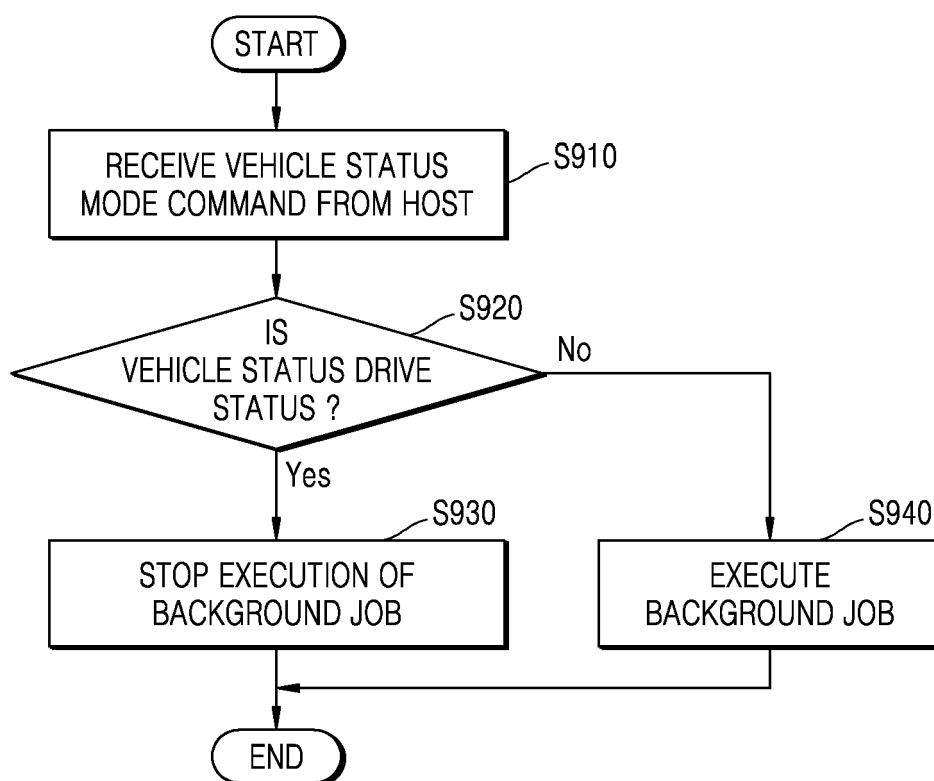 START
RECEIVE VEHICLE STATUS
MODE COMMAND FROM HOST
S910
IS
VEHICLE STATUS DRIVE
STATUS ?
S920
No
Yes
STOP EXECUTION OF
BACKGROUND JOB
S930
EXECUTE
BACKGROUND JOB
S940
END